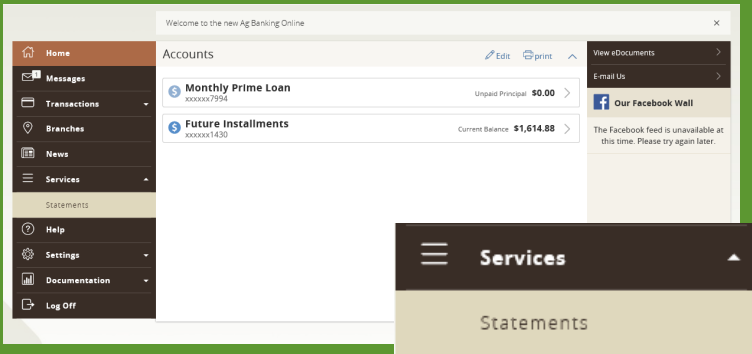 Welcome to the new Ag Banking Online ×
Home
1
Messages
Transactions
Branches
News
Services
Statements
Help
Settings
Documentation
Log Off
Accounts
Edit print
S Monthly Prime Loan
xxxxxx7994
Unpaid Principal $0.00
S Future Installments
xxxxxx1430
Current Balance $1,614.88
View eDocuments
E-mail Us
f Our Facebook Wall
The Facebook feed is unavailable at
this time. Please try again later.
Services
Statements